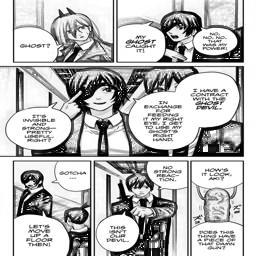 GHOST?
MY
GHOST
CAUGHT
IT!
NO,
NO, NO.
THAT
WAS MY
POWER!
I HAVE A
CONTRACT
WITH THE
GHOST
DEVIL.
IN
EXCHANGE
FOR
FEEDING
IT MY RIGHT
EYE, I GET
TO USE MY
GHOST'S
RIGHT
HAND.
IT'S
INVISIBLE
AND
STRONG—
PRETTY
USEFUL,
RIGHT?
GOTCHA
...
LET'S
MOVE
UP A
FLOOR
THEN!
NO
STRONG
REAC-
TION.
THIS
ISN'T
OUR
DEVIL.
HOW'S
IT LOOK,
AKI?
DOES THIS
THING HAVE
A PIECE OF
THAT DAMN
GUN?